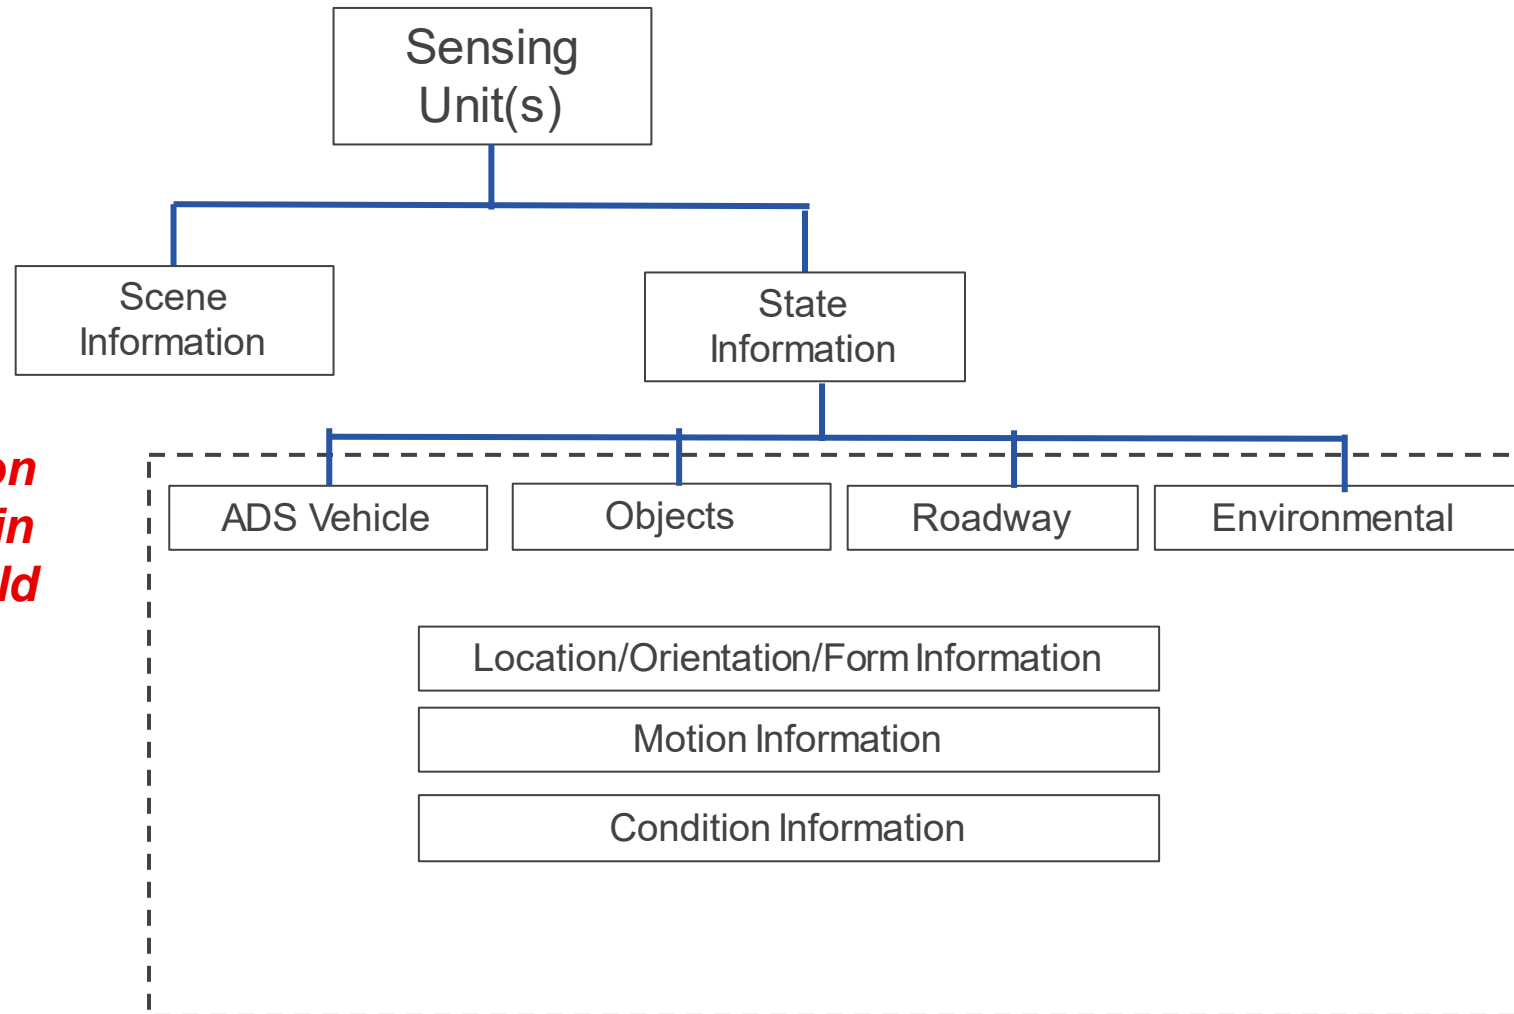 Sensing
Unit(s)
Scene
Information
State
Information
on
in
ld
ADS Vehicle
Objects
Roadway
Environmental
Location/Orientation/Form Information
Motion Information
Condition Information